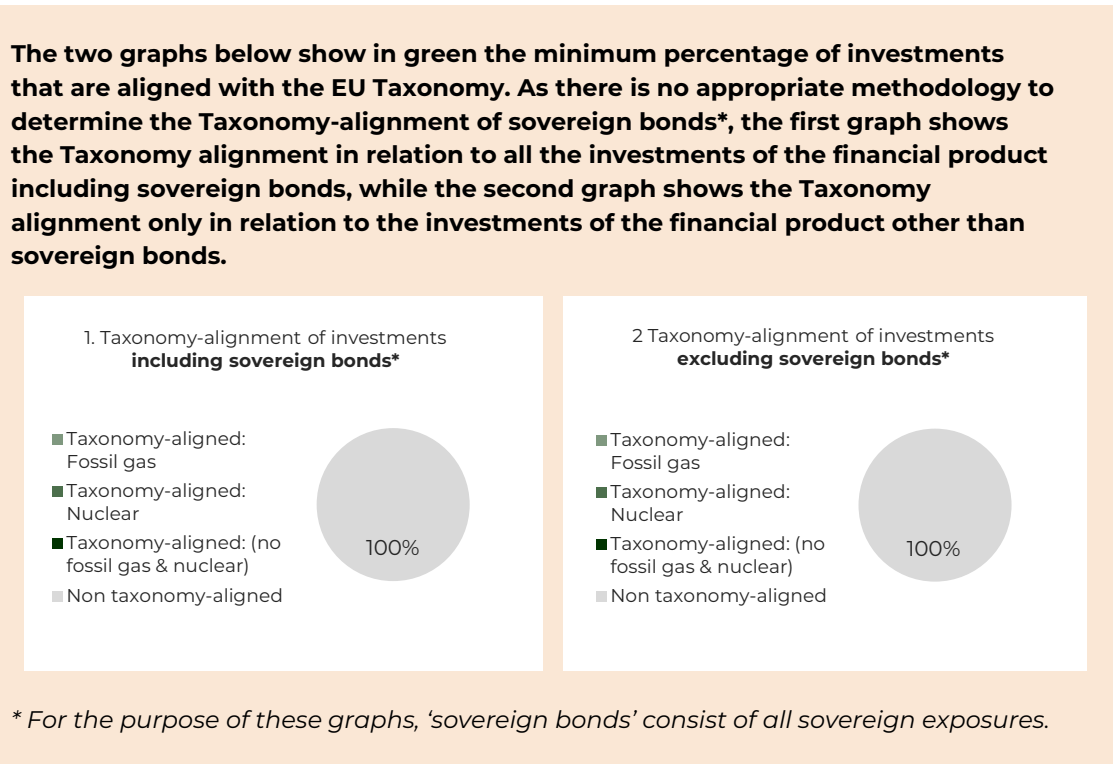 The two graphs below show in green the minimum percentage of investments
that are aligned with the EU Taxonomy. As there is no appropriate methodology to
determine the Taxonomy-alignment of sovereign bonds*, the first graph shows
the Taxonomy alignment in relation to all the investments of the financial product
including sovereign bonds, while the second graph shows the Taxonomy
alignment only in relation to the investments of the financial product other than
sovereign bonds.
1. Taxonomy-alignment of investments
including sovereign bonds*
Taxonomy-aligned:
Fossil gas
Taxonomy-aligned:
Nuclear
Taxonomy-aligned: (no
fossil gas & nuclear)
Non taxonomy-aligned
100%
2 Taxonomy-alignment of investments
excluding sovereign bonds*
Taxonomy-aligned:
Fossil gas
Taxonomy-aligned:
Nuclear
Taxonomy-aligned: (no
fossil gas & nuclear)
Non taxonomy-aligned
100%
* For the purpose of these graphs, ‘sovereign bonds’ consist of all sovereign exposures.